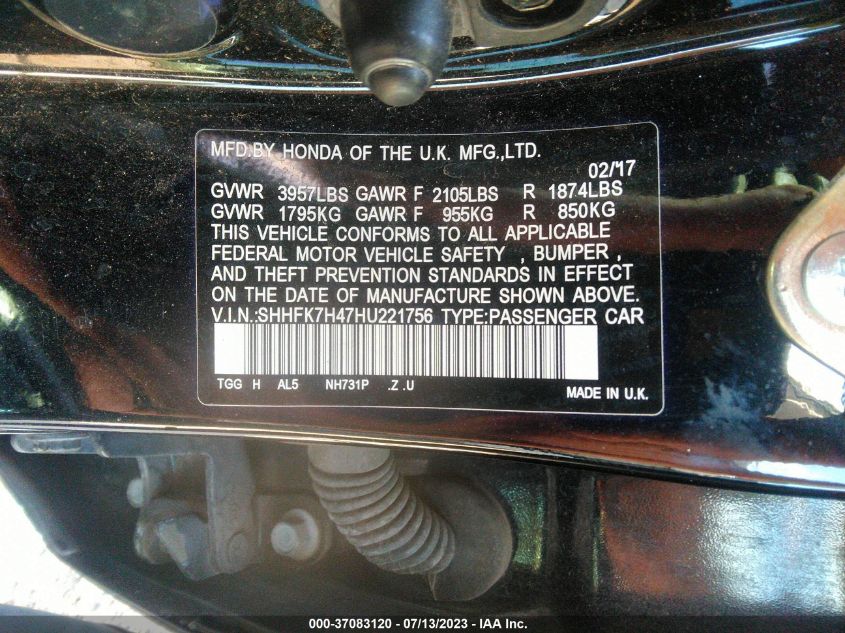 MFD.BY HONDA OF THE U.K. MFG.,LTD.
02/17
GVWR 3957LBS GAWR F 2105LBS R 1874LBS
GVWR 1795KG GAWR F 955KG R 850KG
THIS VEHICLE CONFORMS TO ALL APPLICABLE
FEDERAL MOTOR VEHICLE SAFETY , BUMPER ,
AND THEFT PREVENTION STANDARDS IN EFFECT
ON THE DATE OF MANUFACTURE SHOWN ABOVE.
V.I.N.:SHHFK7H47HU221756 TYPE:PASSENGER CAR
TGG H AL5 NH731P .Z .U
MADE IN U.K.
000-37083120 - 07/13/2023 - IAA Inc.